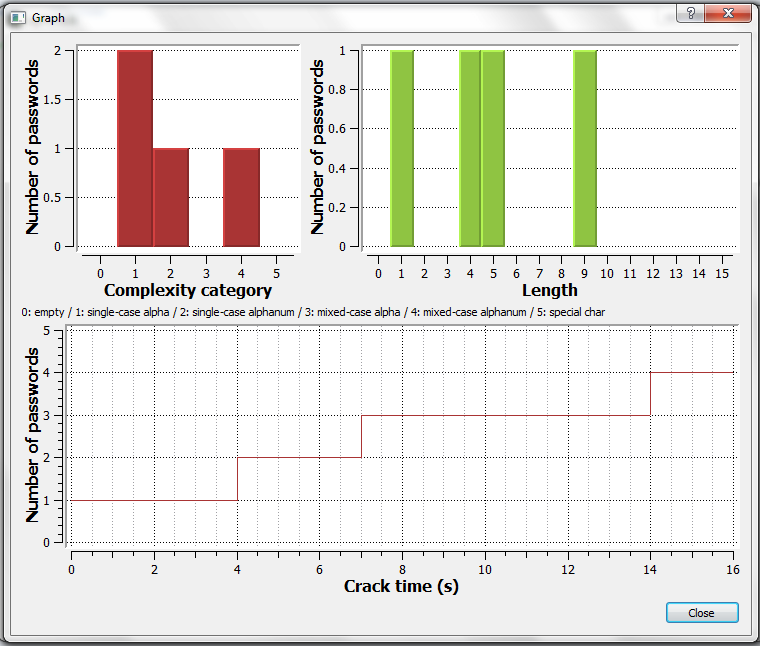 Graph
Number of passwords
2
1.5
1
0.5
0
0 1 2 3 4 5
Complexity category
Number of passwords
1
0.8
0.6
0.4
0.2
0
0 1 2 3 4 5 6 7 8 9 10 11 12 13 14 15
Length
0: empty / 1: single-case alpha / 2: single-case alphanum / 3: mixed-case alpha / 4: mixed-case alphanum / 5: special char
Number of passwords
5
4
3
2
1
0
0 2 4 6 8 10 12 14 16
Crack time (s)
Close